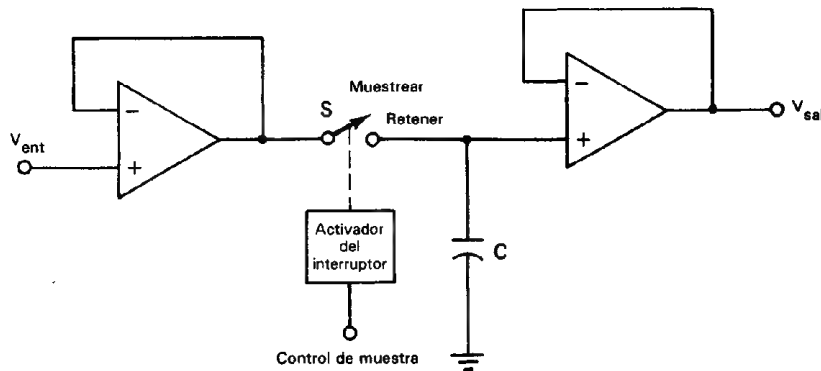 Muestrear
S
Retener
V_ent
−
+
−
+
V_sal
Activador
del
interruptor
C
Control de muestra